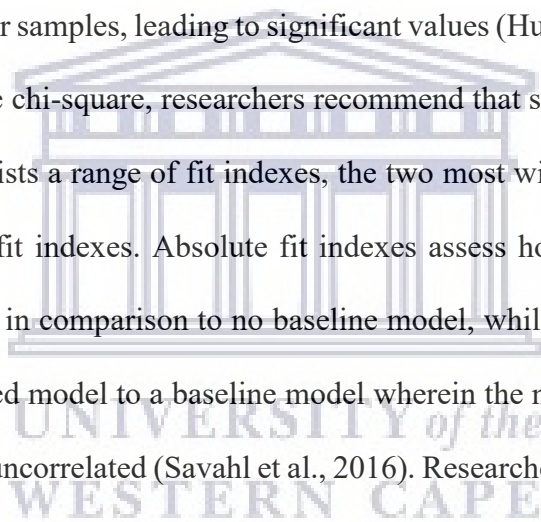 r samples, leading to significant values (Hu
e chi-square, researchers recommend that s
ists a range of fit indexes, the two most wi
fit indexes. Absolute fit indexes assess ho
in comparison to no baseline model, whil
ed model to a baseline model wherein the n
UNIVERSITY of the
uncorrelated (Savahl et al., 2016). Researche
WESTERN CAPE